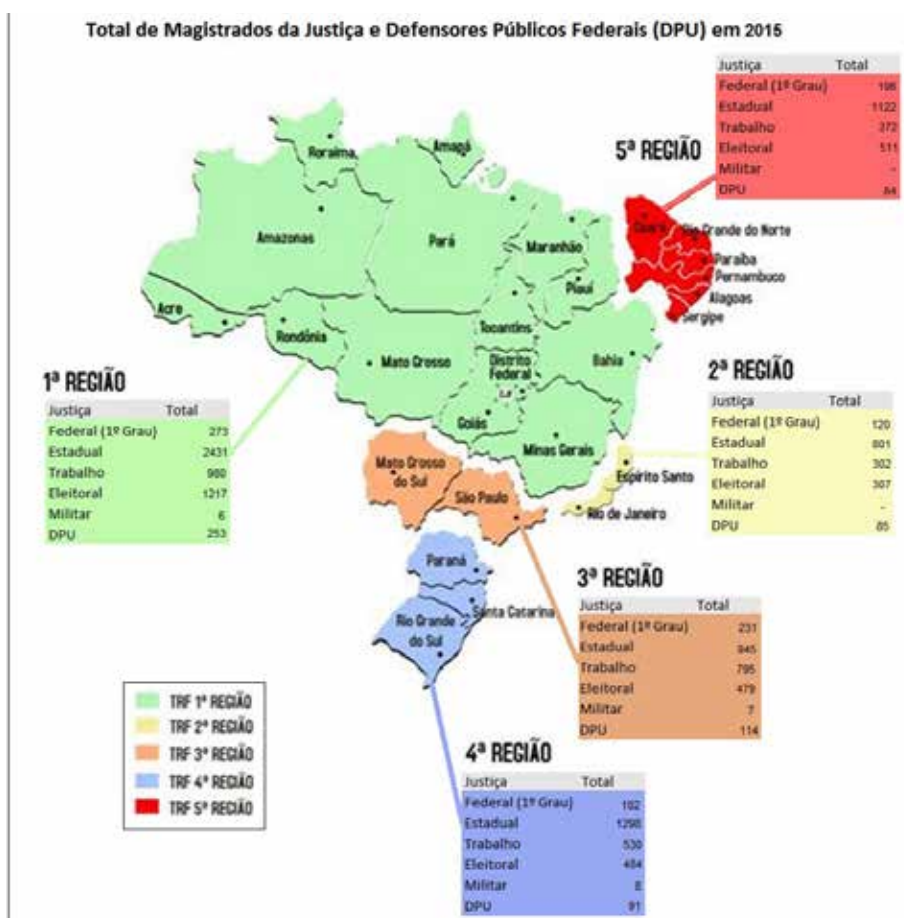 Total de Magistrados da Justiça e Defensores Públicos Federais (DPU) em 2015
5ª REGIÃO
Justiça Total
Federal (1º Grau) 198
Estadual 1122
Trabalho 372
Eleitoral 511
Militar -
DPU 84
Roraima
Amapá
Amazonas
Pará
Maranhão
Ceará
Rio Grande do Norte
Paraíba
Pernambuco
Alagoas
Sergipe
Piauí
Acre
Rondônia
Tocantins
Mato Grosso
Distrito
Federal
Bahia
Goiás
Minas Gerais
1ª REGIÃO
Justiça Total
Federal (1º Grau) 273
Estadual 2431
Trabalho 980
Eleitoral 1217
Militar 6
DPU 253
2ª REGIÃO
Justiça Total
Federal (1º Grau) 120
Estadual 801
Trabalho 302
Eleitoral 307
Militar -
DPU 85
Mato Grosso
do Sul
São Paulo
Espírito Santo
Rio de Janeiro
Paraná
Santa Catarina
Rio Grande
do Sul
3ª REGIÃO
Justiça Total
Federal (1º Grau) 231
Estadual 945
Trabalho 795
Eleitoral 479
Militar 7
DPU 114
4ª REGIÃO
Justiça Total
Federal (1º Grau) 182
Estadual 1298
Trabalho 530
Eleitoral 484
Militar 8
DPU 91
TRF 1ª REGIÃO
TRF 2ª REGIÃO
TRF 3ª REGIÃO
TRF 4ª REGIÃO
TRF 5ª REGIÃO